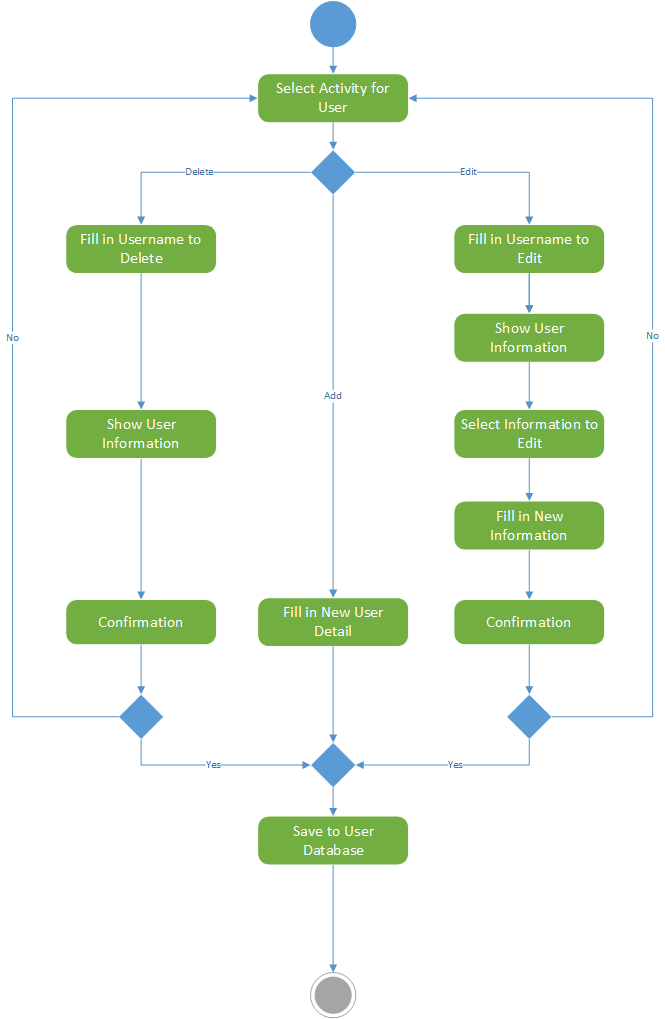 Select Activity for
User
Delete
Edit
Fill in Username to
Delete
Fill in Username to
Edit
Show User
Information
No
No
Add
Show User
Information
Select Information to
Edit
Fill in New
Information
Confirmation
Fill in New User
Detail
Confirmation
Yes
Yes
Save to User
Database